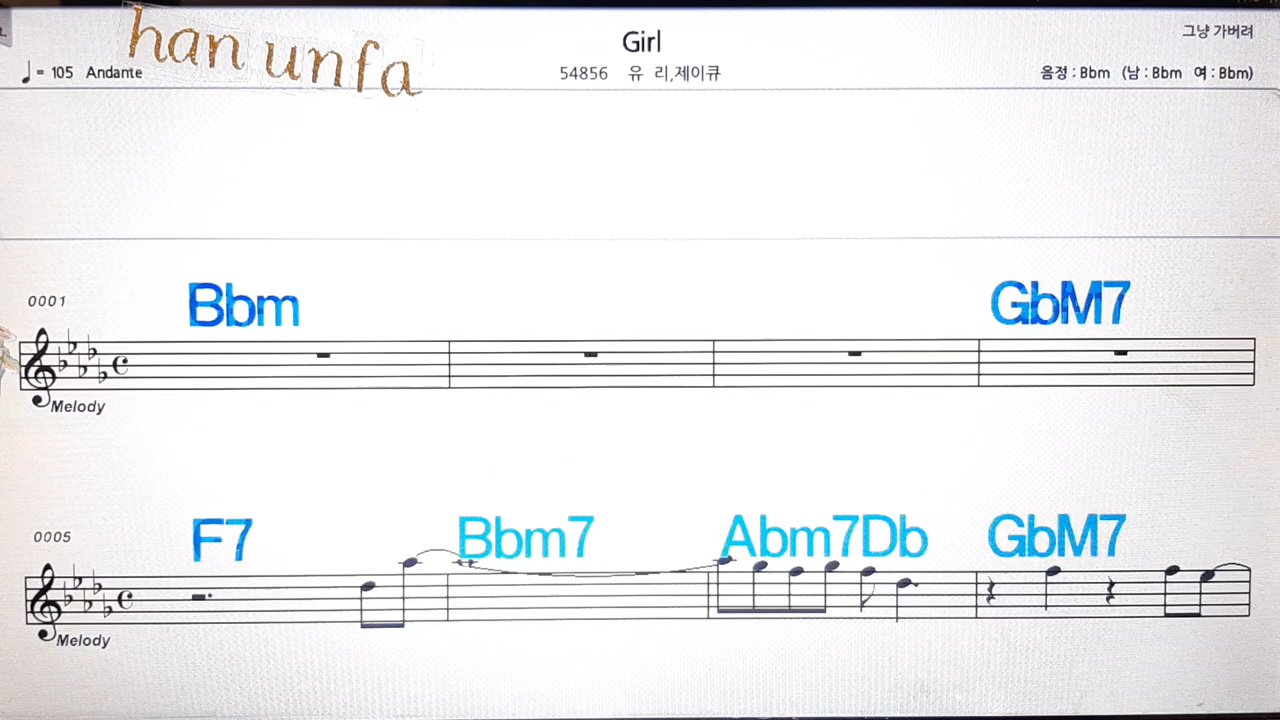 han unfa
Girl
그냥 가버려
♩= 105 Andante
54856 유 리,제이큐
음정 : Bbm (남 : Bbm 여 : Bbm)
0001
Bbm GbM7
Melody
0005
F7 Bbm7 Abm7Db GbM7
Melody